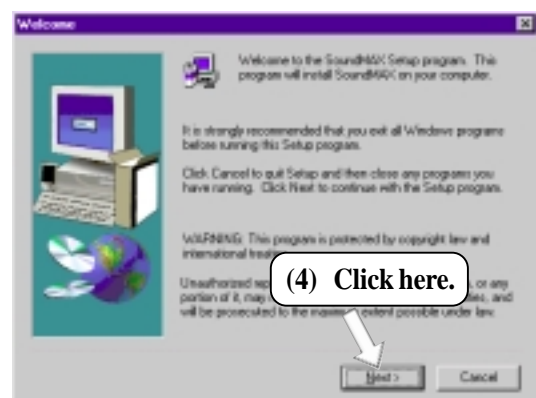 Welcome
Welcome to the SoundMAX Setup program. This
program will install SoundMAX on your computer.
It is strongly recommended that you exit all Windows programs
before running this Setup program.
Click Cancel to quit Setup and then close any programs you
have running. Click Next to continue with the Setup program.
WARNING: This program is protected by copyright law and
international
Unauthorized or any
portion of it, may and
will be prosecuted to the maximum extent possible under law.
(4) Click here.
Next >
Cancel